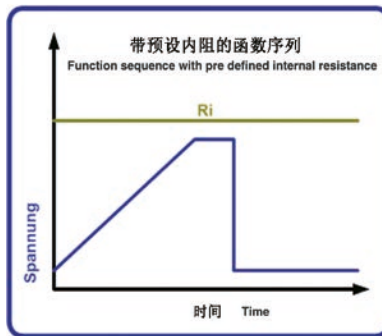 带预设内阻的函数序列
Function sequence with pre defined internal resistance
Ri
Spannung
时间 Time